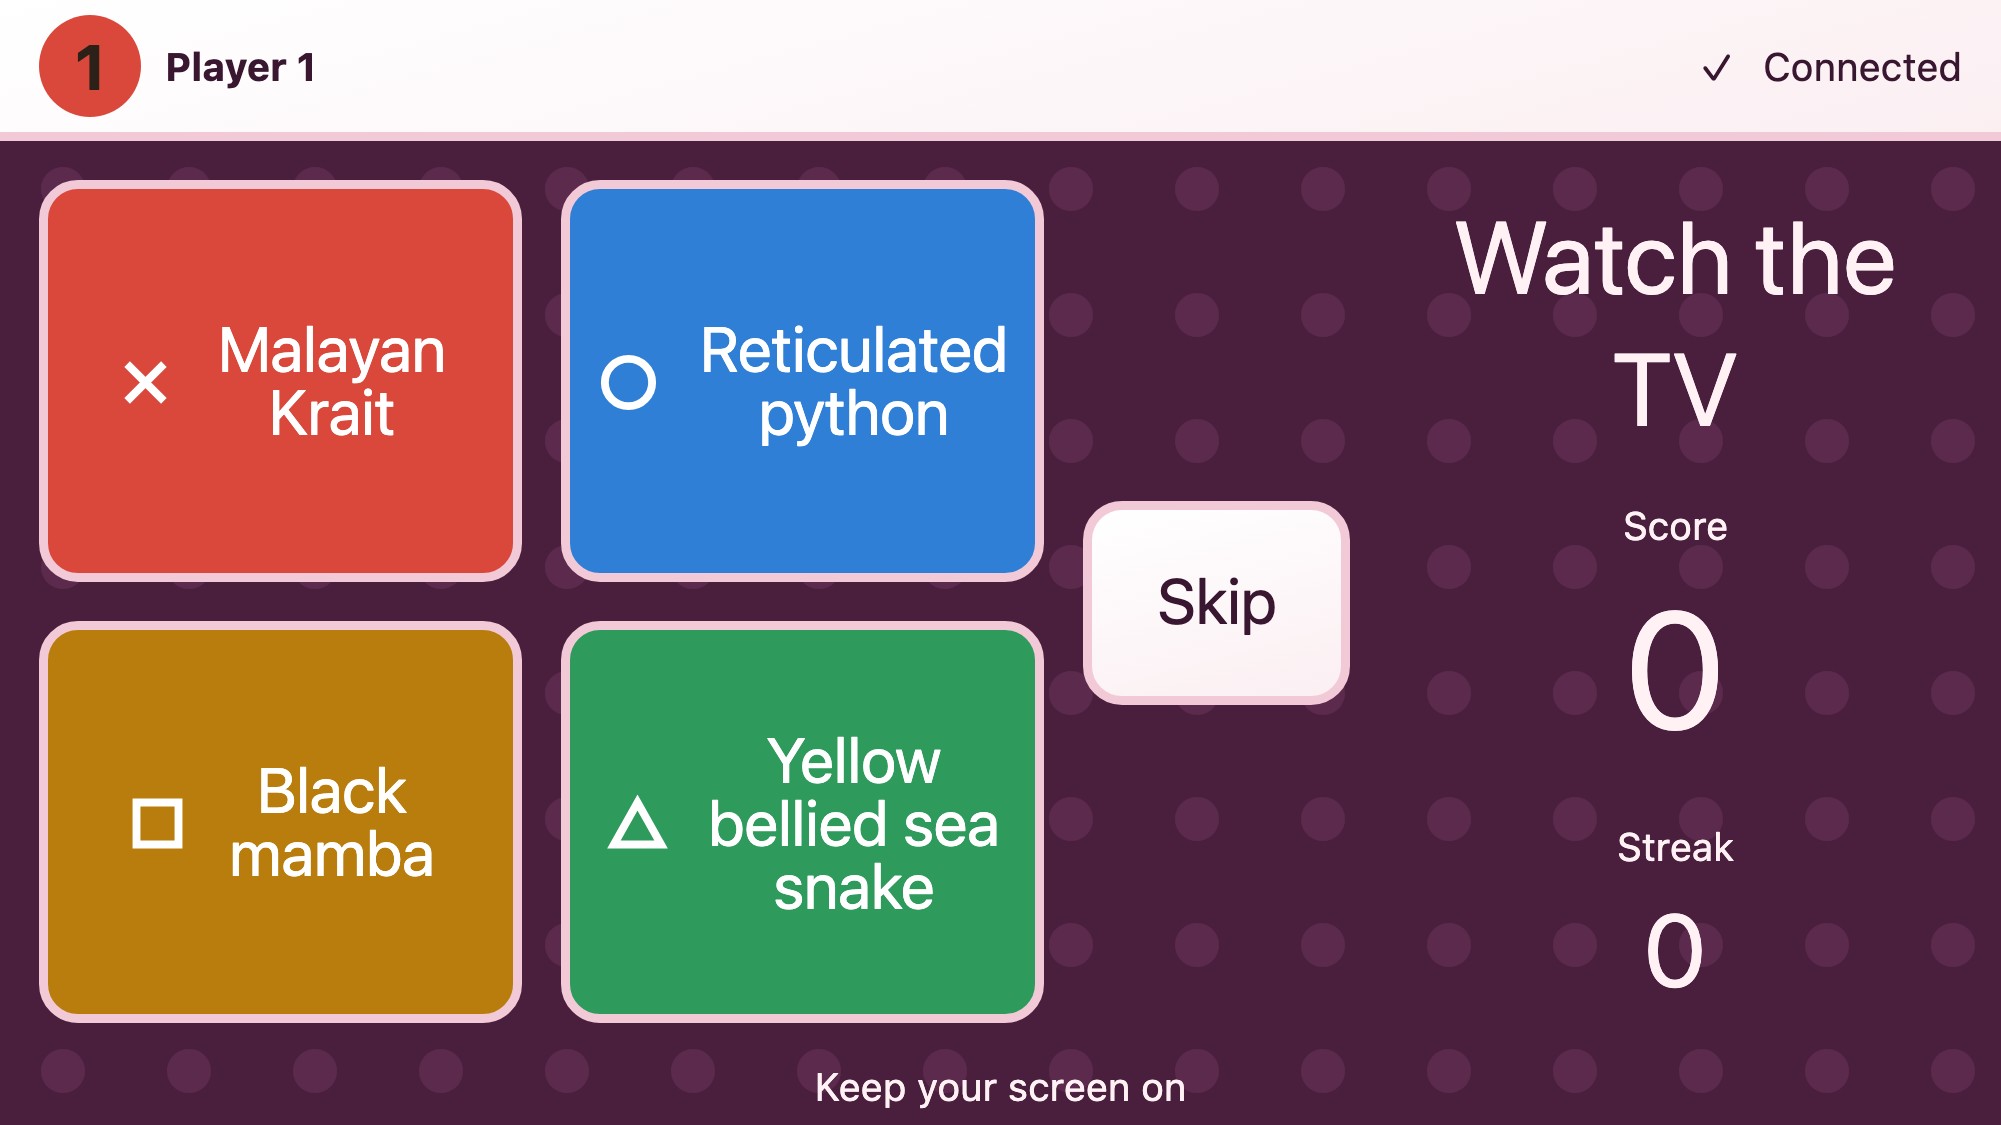 1
Player 1
✓ Connected
Malayan
Krait
Reticulated
python
Black
mamba
Yellow
bellied sea
snake
Skip
Watch the
TV
Score
0
Streak
0
Keep your screen on